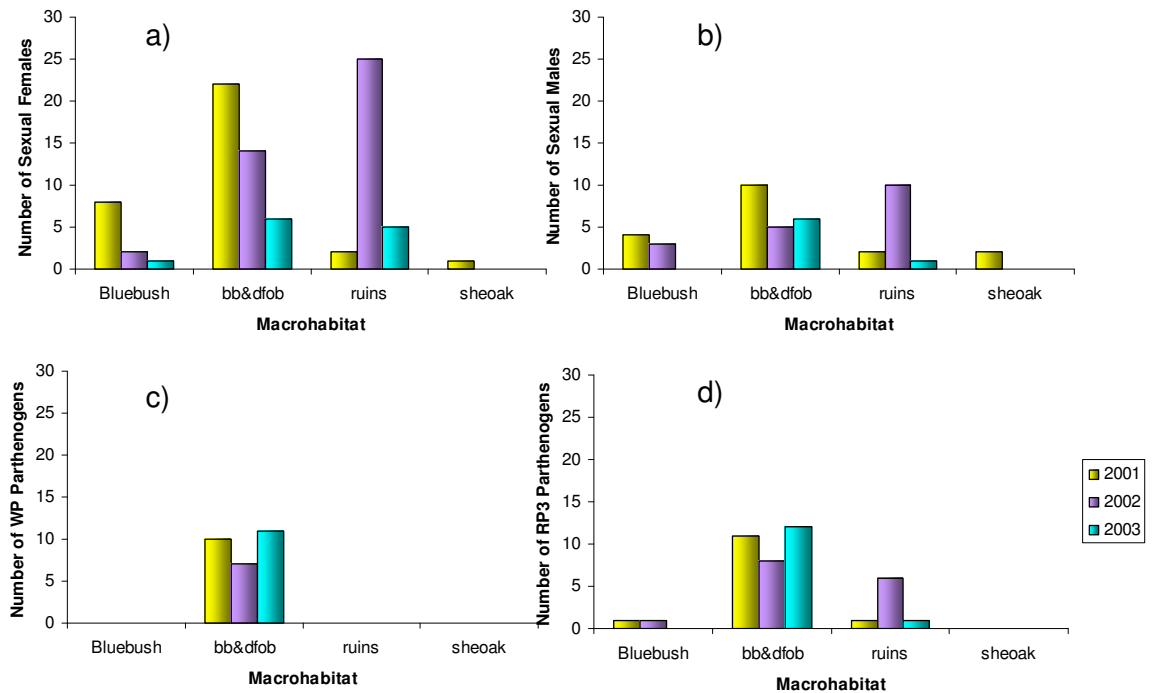 a)
Number of Sexual Females
30
25
20
15
10
5
0
Bluebush bb&dfob ruins sheoak
Macrohabitat
b)
Number of Sexual Males
30
25
20
15
10
5
0
Bluebush bb&dfob ruins sheoak
Macrohabitat
c)
Number of WP Parthenogens
30
25
20
15
10
5
0
Bluebush bb&dfob ruins sheoak
Macrohabitat
d)
Number of RP3 Parthenogens
30
25
20
15
10
5
0
Bluebush bb&dfob ruins sheoak
Macrohabitat
2001
2002
2003